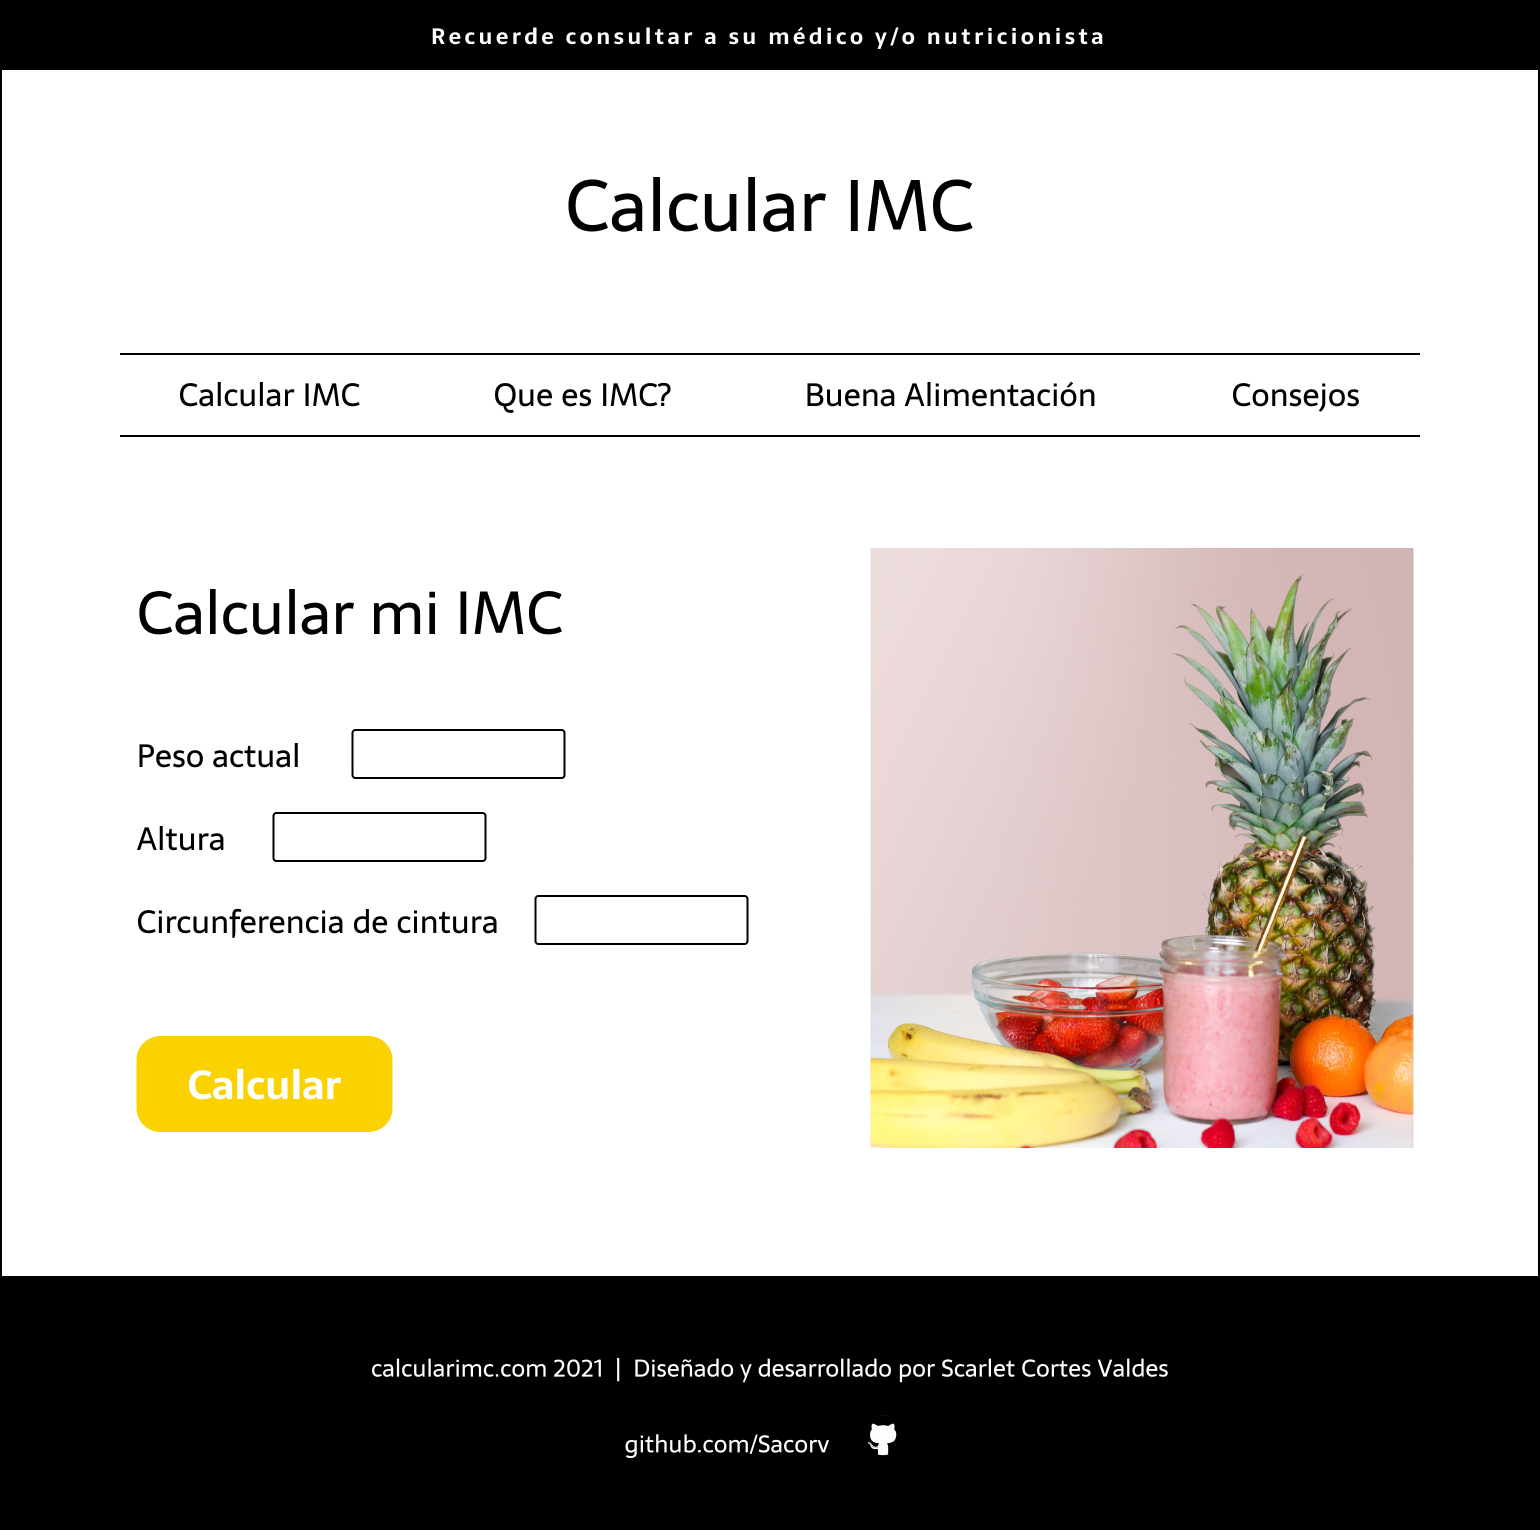 Recuerde consultar a su médico y/o nutricionista
Calcular IMC
Calcular IMC Que es IMC? Buena Alimentación Consejos
Calcular mi IMC
Peso actual
Altura
Circunferencia de cintura
Calcular
calcularimc.com 2021 | Diseñado y desarrollado por Scarlet Cortes Valdes
github.com/Sacorv